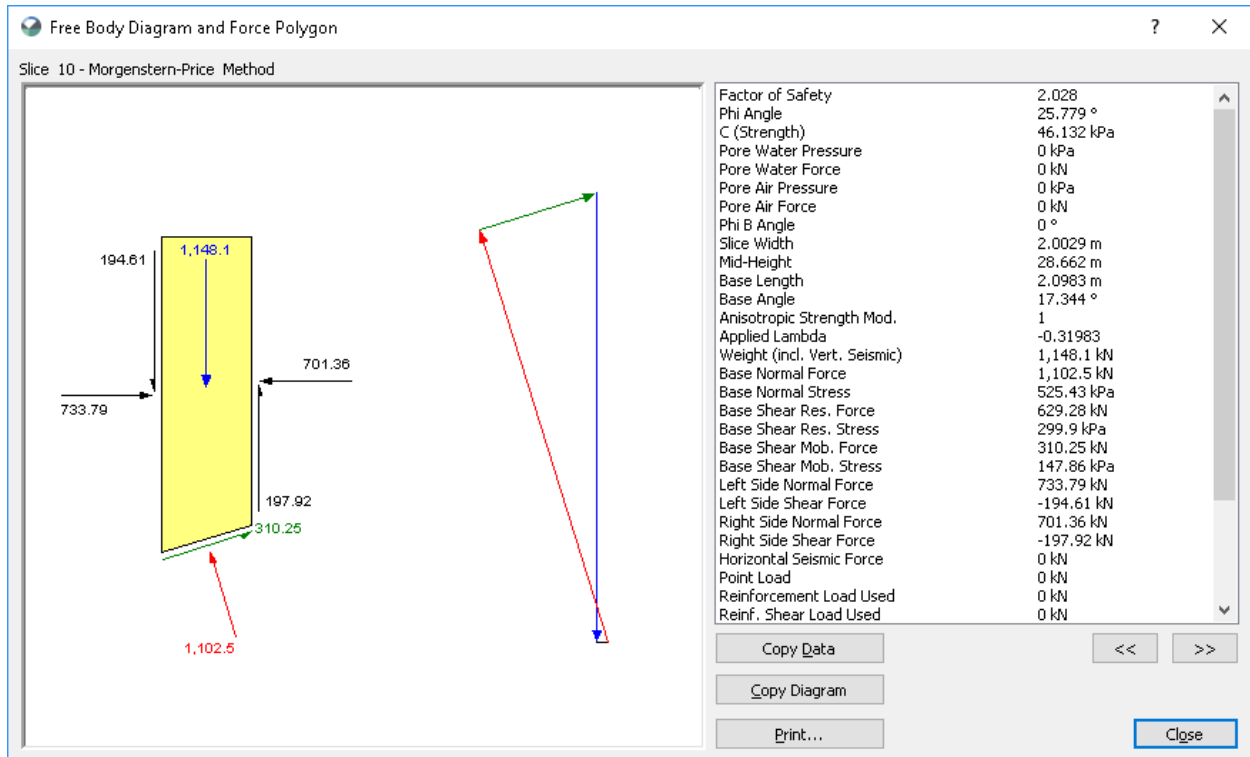 Free Body Diagram and Force Polygon
?
Slice 10 - Morgenstern-Price Method
194.61
1,148.1
701.36
733.79
197.92
310.25
1,102.5
Factor of Safety 2.028
Phi Angle 25.779 °
C (Strength) 46.132 kPa
Pore Water Pressure 0 kPa
Pore Water Force 0 kN
Pore Air Pressure 0 kPa
Pore Air Force 0 kN
Phi B Angle 0 °
Slice Width 2.0029 m
Mid-Height 28.662 m
Base Length 2.0983 m
Base Angle 17.344 °
Anisotropic Strength Mod. 1
Applied Lambda -0.31983
Weight (incl. Vert. Seismic) 1,148.1 kN
Base Normal Force 1,102.5 kN
Base Normal Stress 525.43 kPa
Base Shear Res. Force 629.28 kN
Base Shear Res. Stress 299.9 kPa
Base Shear Mob. Force 310.25 kN
Base Shear Mob. Stress 147.86 kPa
Left Side Normal Force 733.79 kN
Left Side Shear Force -194.61 kN
Right Side Normal Force 701.36 kN
Right Side Shear Force -197.92 kN
Horizontal Seismic Force 0 kN
Point Load 0 kN
Reinforcement Load Used 0 kN
Reinf. Shear Load Used 0 kN
Copy Data
<< >>
Copy Diagram
Print...
Close